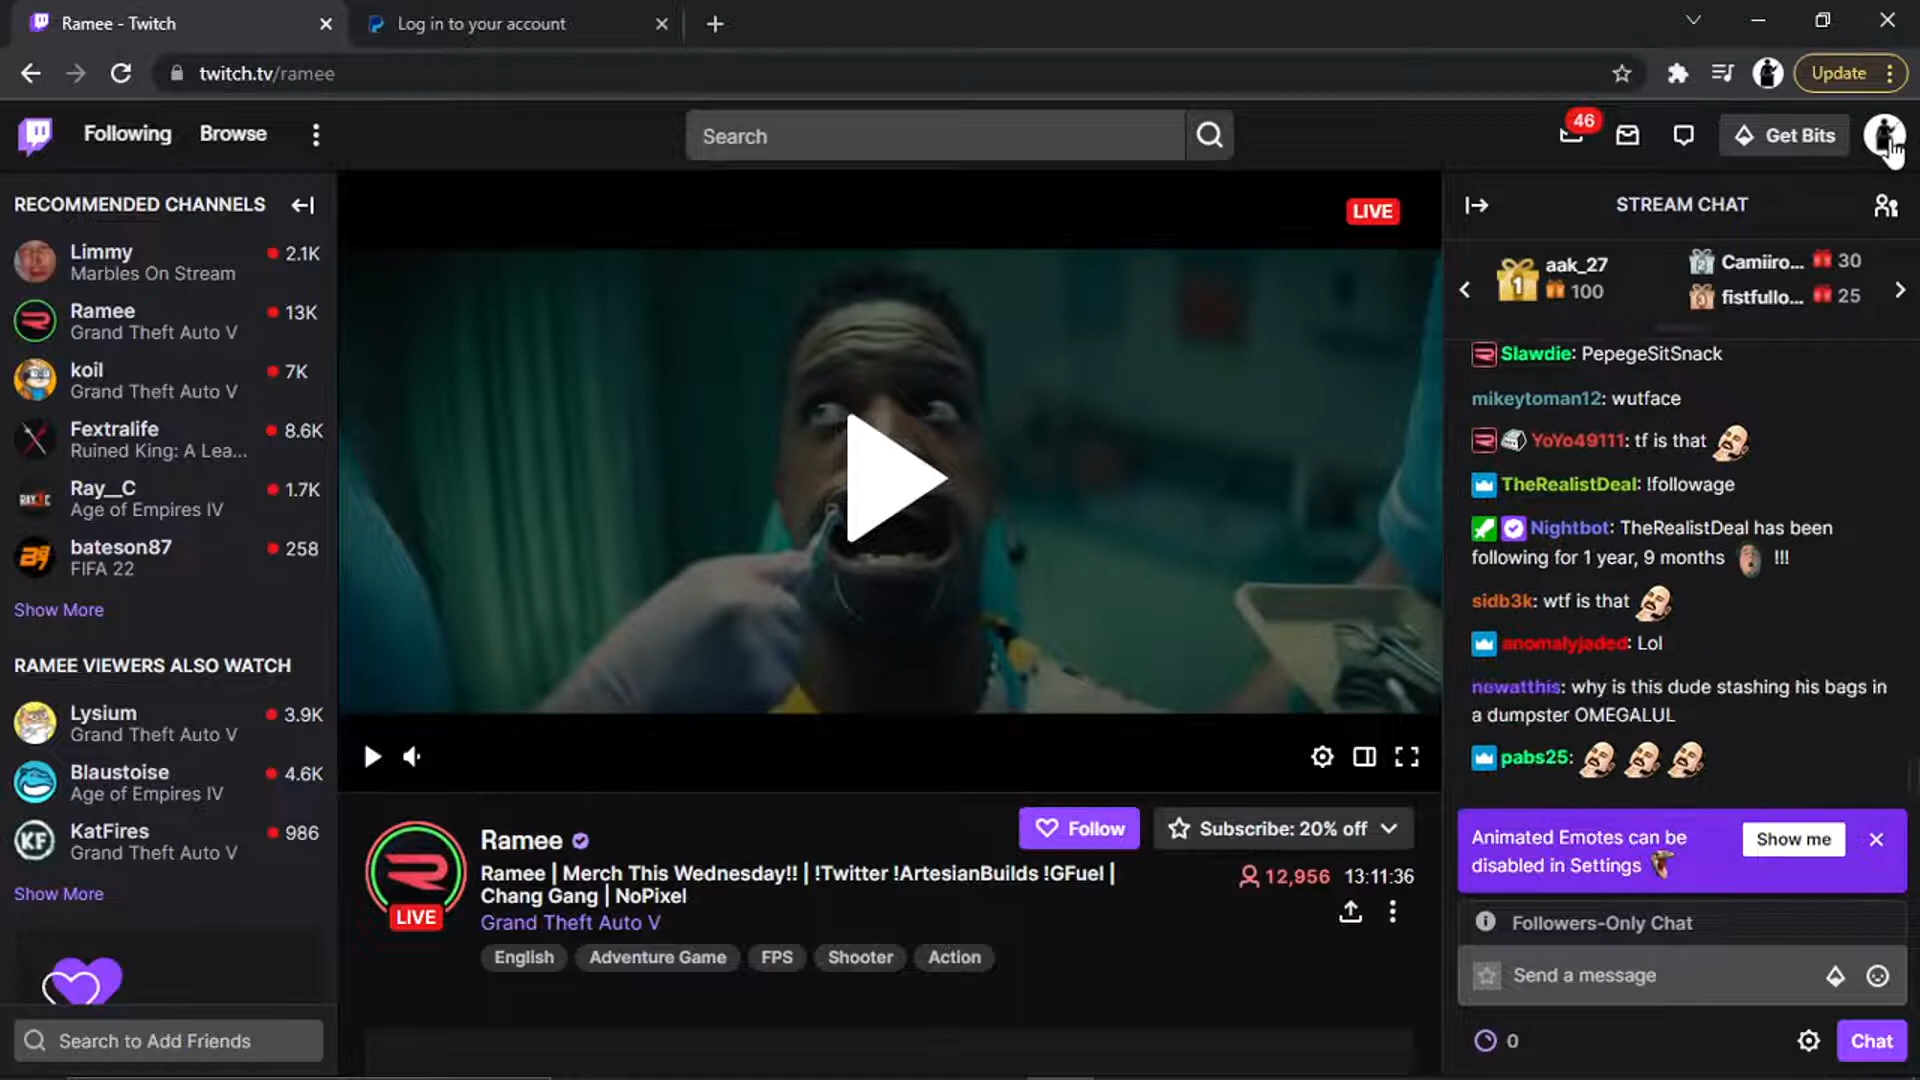 Ramee - Twitch
Log in to your account
twitch.tv/ramee
Update
Following
Browse
Search
46
Get Bits
RECOMMENDED CHANNELS
Limmy 2.1K
Marbles On Stream
Ramee 13K
Grand Theft Auto V
koil 7K
Grand Theft Auto V
Fextralife 8.6K
Ruined King: A Lea...
Ray__C 1.7K
Age of Empires IV
bateson87 258
FIFA 22
Show More
RAMEE VIEWERS ALSO WATCH
Lysium 3.9K
Grand Theft Auto V
Blaustoise 4.6K
Age of Empires IV
KF
KatFires 986
Grand Theft Auto V
Show More
Search to Add Friends
LIVE
Ramee
Follow
Subscribe: 20% off
Ramee | Merch This Wednesday!! | !Twitter !ArtesianBuilds !GFuel |
Chang Gang | NoPixel
12,956 13:11:36
LIVE
Grand Theft Auto V
English Adventure Game FPS Shooter Action
STREAM CHAT
1
aak_27
100
2 Camiiro... 30
3 fistfullo... 25
Slawdie: PepegeSitSnack
mikeytoman12: wutface
YoYo49111: tf is that
TheRealistDeal: !followage
Nightbot: TheRealistDeal has been
following for 1 year, 9 months !!!
sidb3k: wtf is that
anomalyjaded: Lol
nowatthis: why is this dude stashing his bags in
a dumpster OMEGALUL
pabs25:
Animated Emotes can be
disabled in Settings
Show me
Followers-Only Chat
Send a message
0
Chat